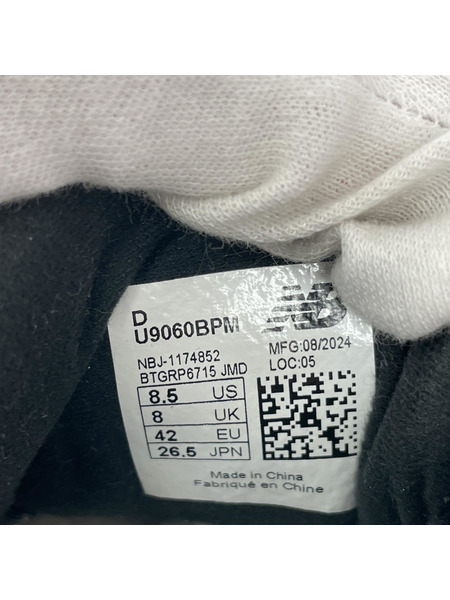 D
U9060BPM
NB
NBJ-1174852
BTGRP6715 JMD
MFG:08/2024
LOC:05
8.5 US
8 UK
42 EU
26.5 JPN
Made in China
Fabriqué en Chine